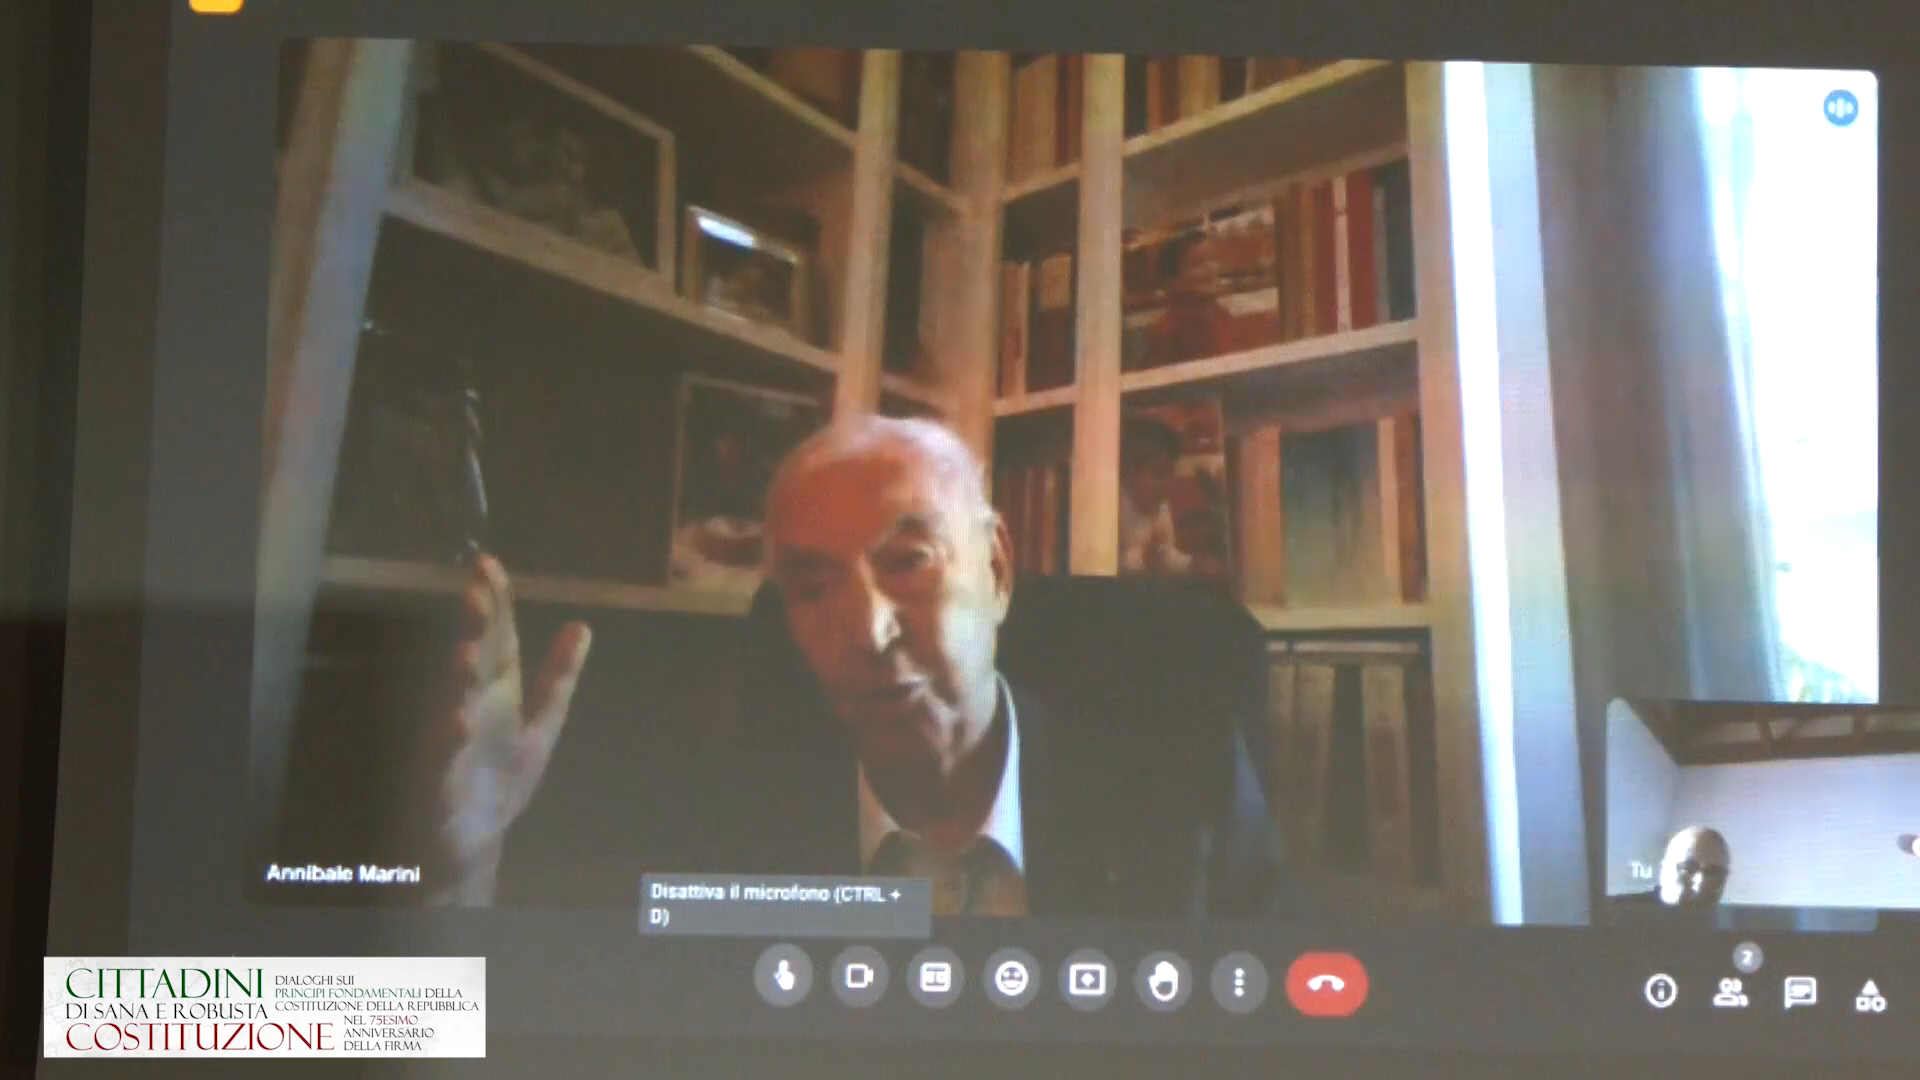 Annibale Marini
Disattiva il microfono (CTRL +
D)
Tu
2
CITTADINI
DI SANA E ROBUSTA
COSTITUZIONE
DIALOGHI SUI
PRINCIPI FONDAMENTALI DELLA
COSTITUZIONE DELLA REPUBBLICA
NEL 75ESIMO
ANNIVERSARIO
DELLA FIRMA